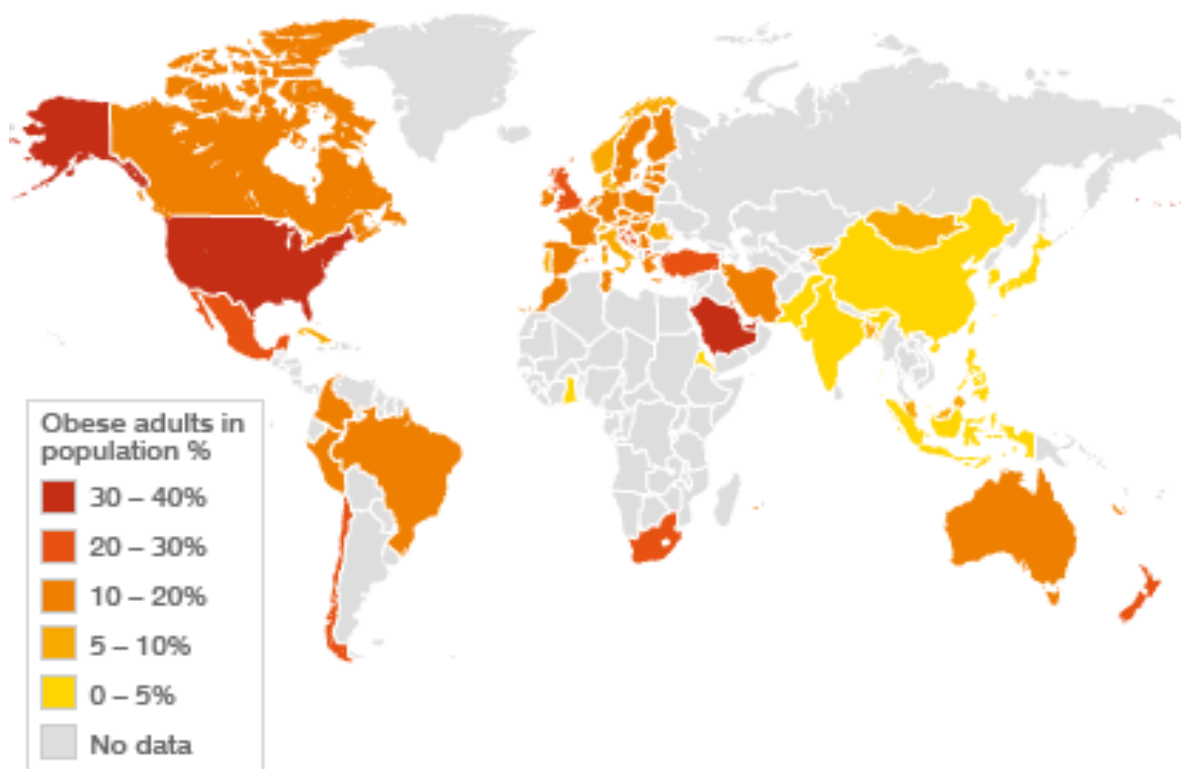 Obese adults in
population %
30 – 40%
20 – 30%
10 – 20%
5 – 10%
0 – 5%
No data